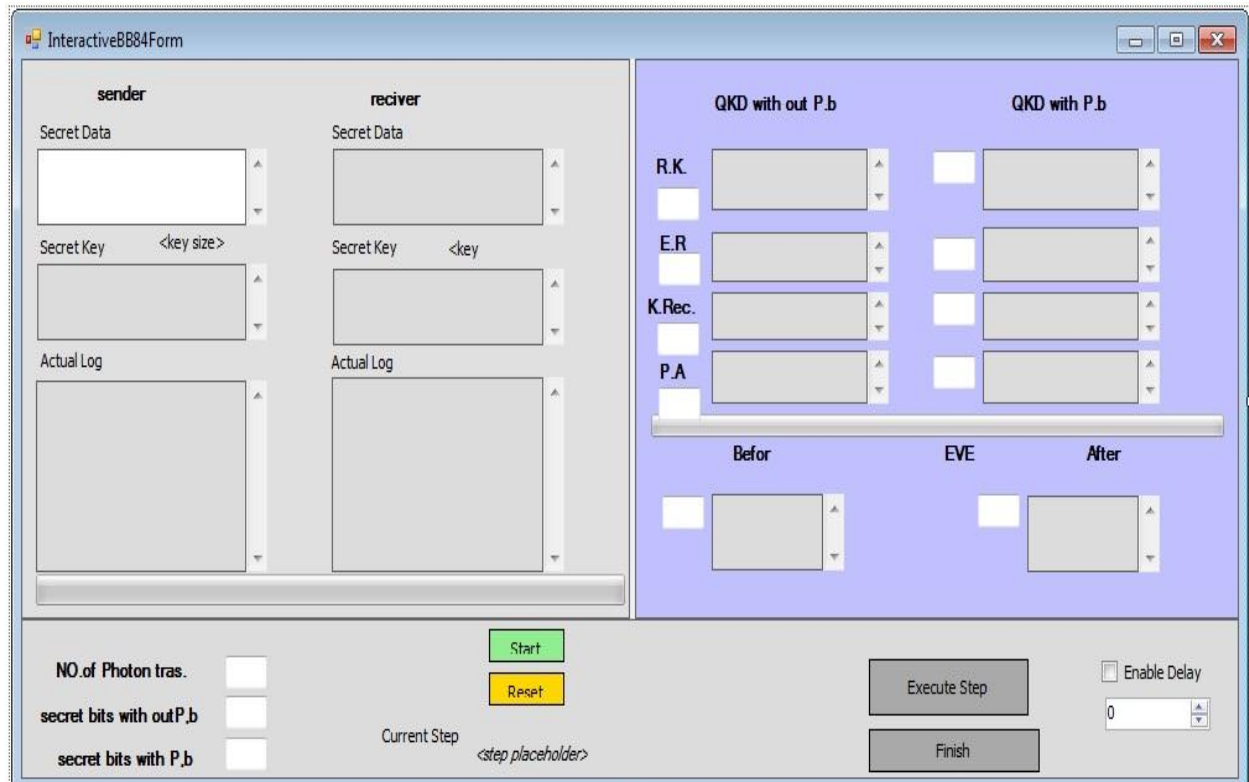 InteractiveBB84Form
sender
reciver
Secret Data
Secret Data
Secret Key
<key size>
Secret Key
<key
Actual Log
Actual Log
QKD with out P.b
QKD with P.b
R.K.
E.R
K.Rec.
P.A
Befor
EVE
After
NO.of Photon tras.
secret bits with outP,b
secret bits with P,b
Start
Reset
Current Step
<step placeholder>
Execute Step
Finish
Enable Delay
0